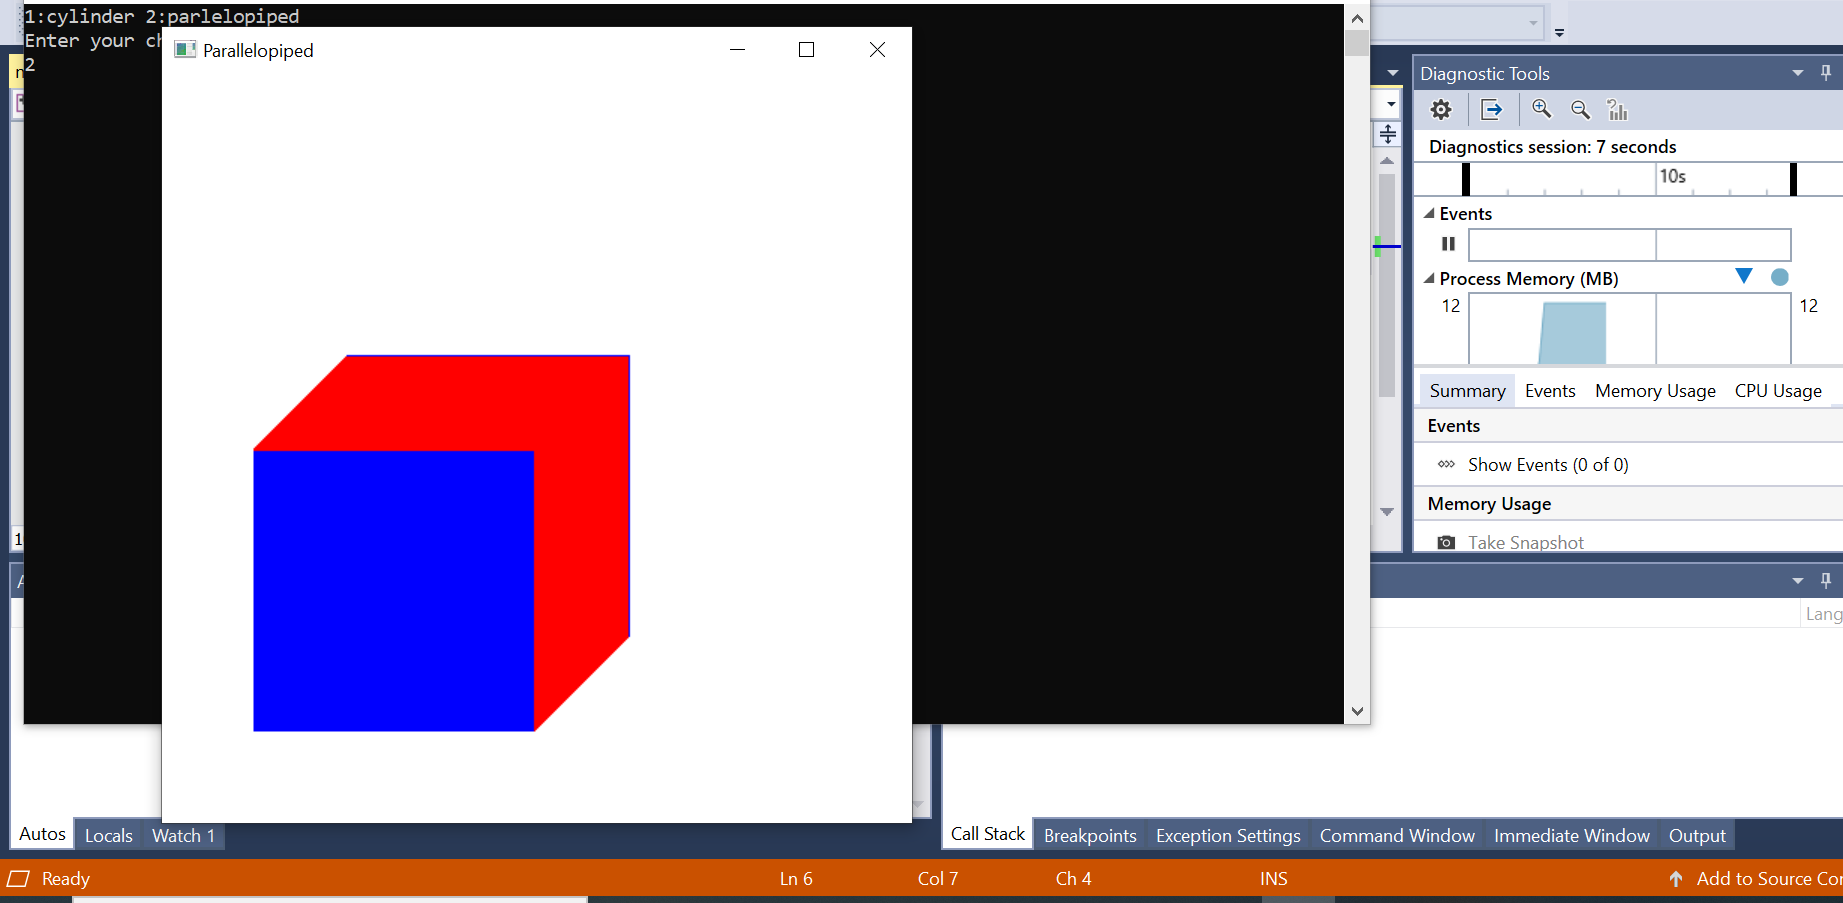 1:cylinder 2:parlelopiped
Enter your
2
Parallelopiped
Diagnostic Tools
Diagnostics session: 7 seconds
10s
Events
Process Memory (MB)
12
12
Summary Events Memory Usage CPU Usage
Events
Show Events (0 of 0)
Memory Usage
Take Snapshot
Lang
Autos Locals Watch 1
Call Stack Breakpoints Exception Settings Command Window Immediate Window Output
Ready Ln 6 Col 7 Ch 4 INS Add to Source